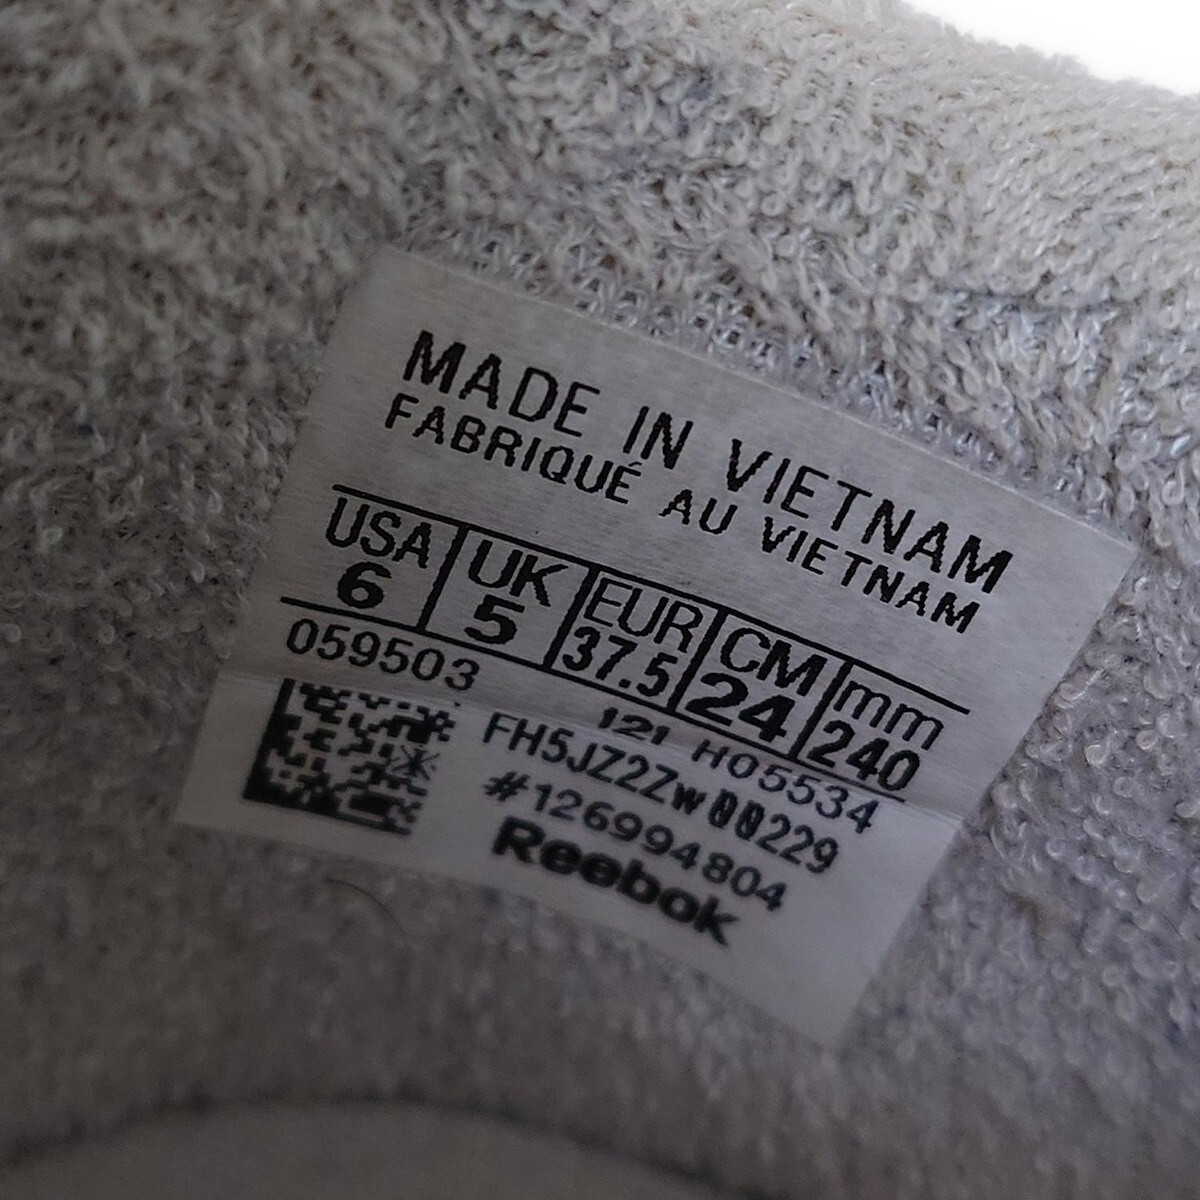 MADE IN VIETNAM
FABRIQUÉ AU VIETNAM
USA UK EUR CM mm
6 5 37.5 24 240
059503 121 H05534
FH5JZ2Zw00229
#126994804
Reebok